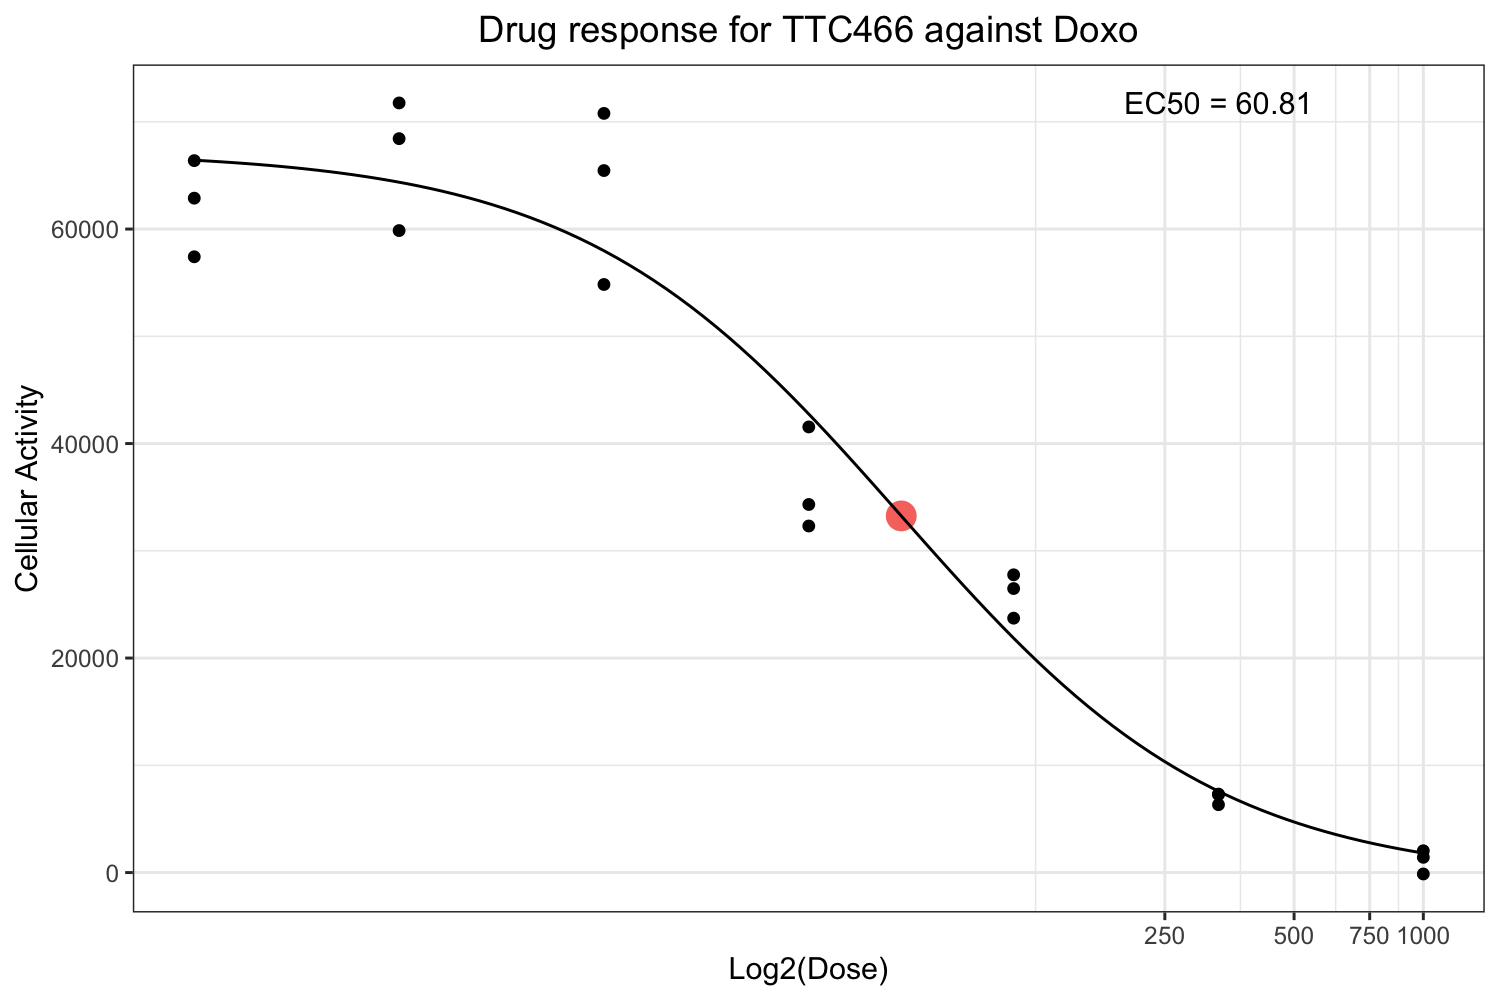 Drug response for TTC466 against Doxo
EC50 = 60.81
Cellular Activity
60000
40000
20000
0
250 500 750 1000
Log2(Dose)